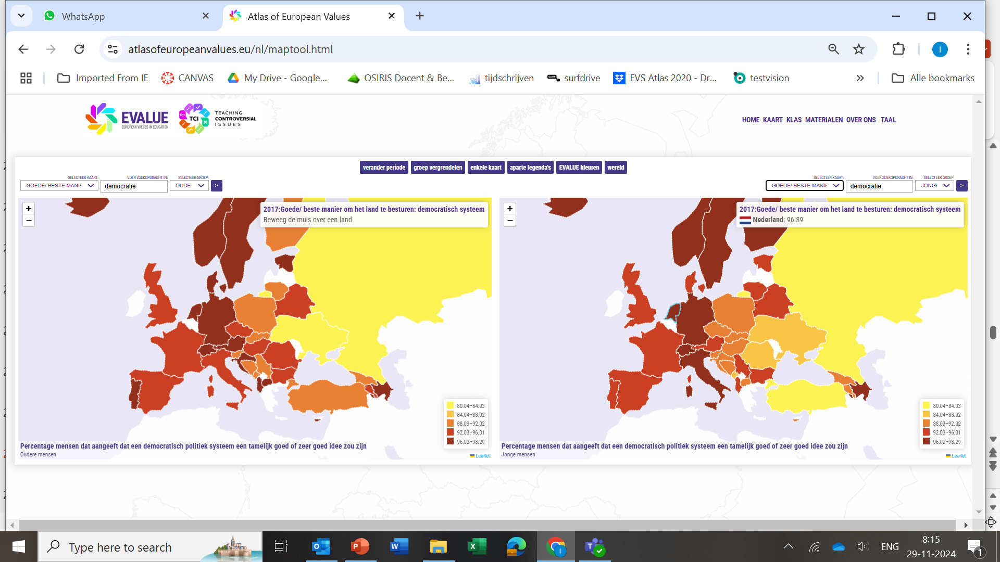 WhatsApp
Atlas of European Values
atlasofeuropeanvalues.eu/nl/maptool.html
I
Imported From IE
CANVAS
My Drive - Google...
OSIRIS Docent & Be...
tijdschrijven
surfdrive
EVS Atlas 2020 - Dr...
testvision
Alle bookmarks
EVALUE
EUROPEAN VALUES IN EDUCATION
TCI
TEACHING
CONTROVERSIAL
ISSUES
HOME KAART KLAS MATERIALEN OVER ONS TAAL
verander periode
groep vergrendelen
enkele kaart
aparte legenda's
EVALUE kleuren
wereld
SELECTEER KAART:
VOER ZOEKOPDRACHT IN:
SELECTEER GROEP:
GOEDE/ BESTE MANIE
democratie
OUDE
>
SELECTEER KAART:
VOER ZOEKOPDRACHT IN:
SELECTEER GROEP:
GOEDE/ BESTE MANIE
democratie,
JONGE
>
+
−
2017:Goede/ beste manier om het land te besturen: democratisch systeem
Beweeg de muis over een land
80.04–84.03
84.04–88.02
88.03–92.02
92.03–96.01
96.02–98.29
Percentage mensen dat aangeeft dat een democratisch politiek systeem een tamelijk goed of zeer goed idee zou zijn
Oudere mensen
Leaflet
+
−
2017:Goede/ beste manier om het land te besturen: democratisch systeem
Nederland: 96.39
80.04–84.03
84.04–88.02
88.03–92.02
92.03–96.01
96.02–98.29
Percentage mensen dat aangeeft dat een democratisch politiek systeem een tamelijk goed of zeer goed idee zou zijn
Jonge mensen
Leaflet
Type here to search
ENG
8:15
29-11-2024
1